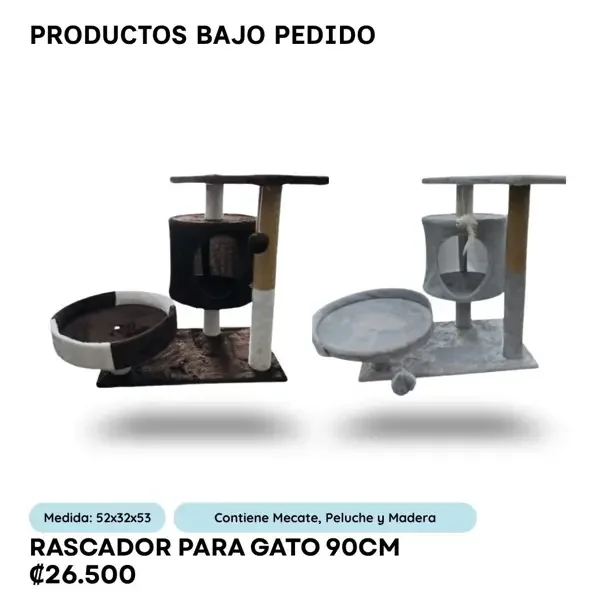 PRODUCTOS BAJO PEDIDO
Medida: 52x32x53
Contiene Mecate, Peluche y Madera
RASCADOR PARA GATO 90CM
₡26.500